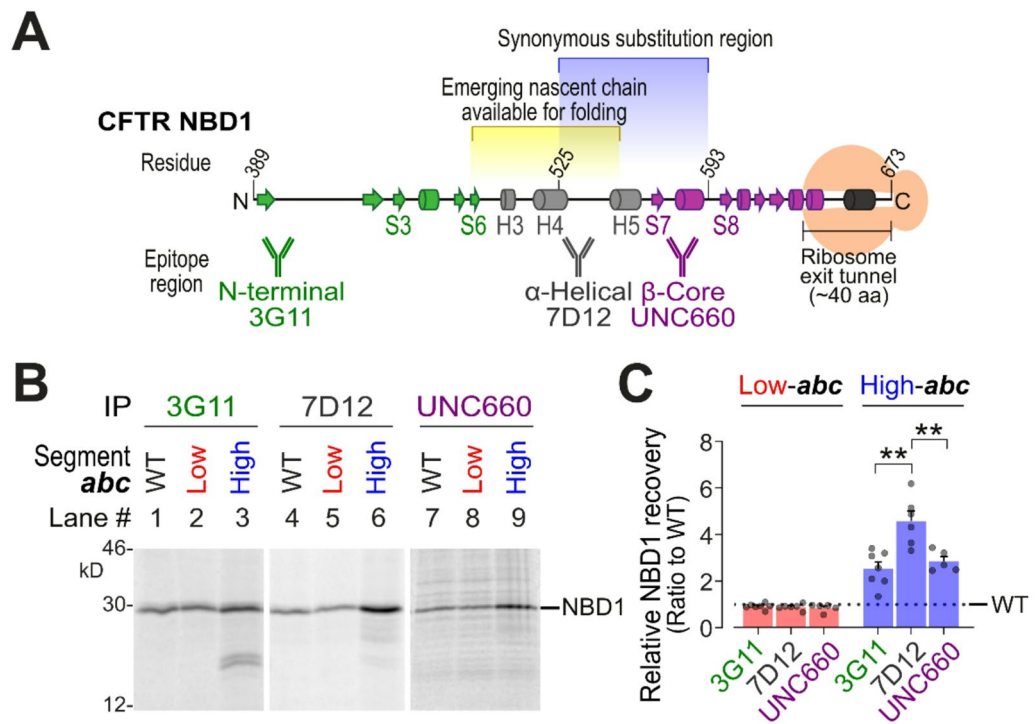 A
Synonymous substitution region
Emerging nascent chain
available for folding
CFTR NBD1
Residue
389
525
593
673
N
S3
S6
H3
H4
H5
S7
S8
C
Epitope
region
N-terminal
3G11
α-Helical
7D12
β-Core
UNC660
Ribosome
exit tunnel
(~40 aa)
B
IP
3G11
7D12
UNC660
Segment
abc
WT
Low
High
WT
Low
High
WT
Low
High
Lane #
1 2 3 4 5 6 7 8 9
46-
kD
30-
12-
NBD1
C
Low-abc
High-abc
Relative NBD1 recovery
(Ratio to WT)
8
6
4
2
0
**
**
WT
3G11
7D12
UNC660
3G11
7D12
UNC660